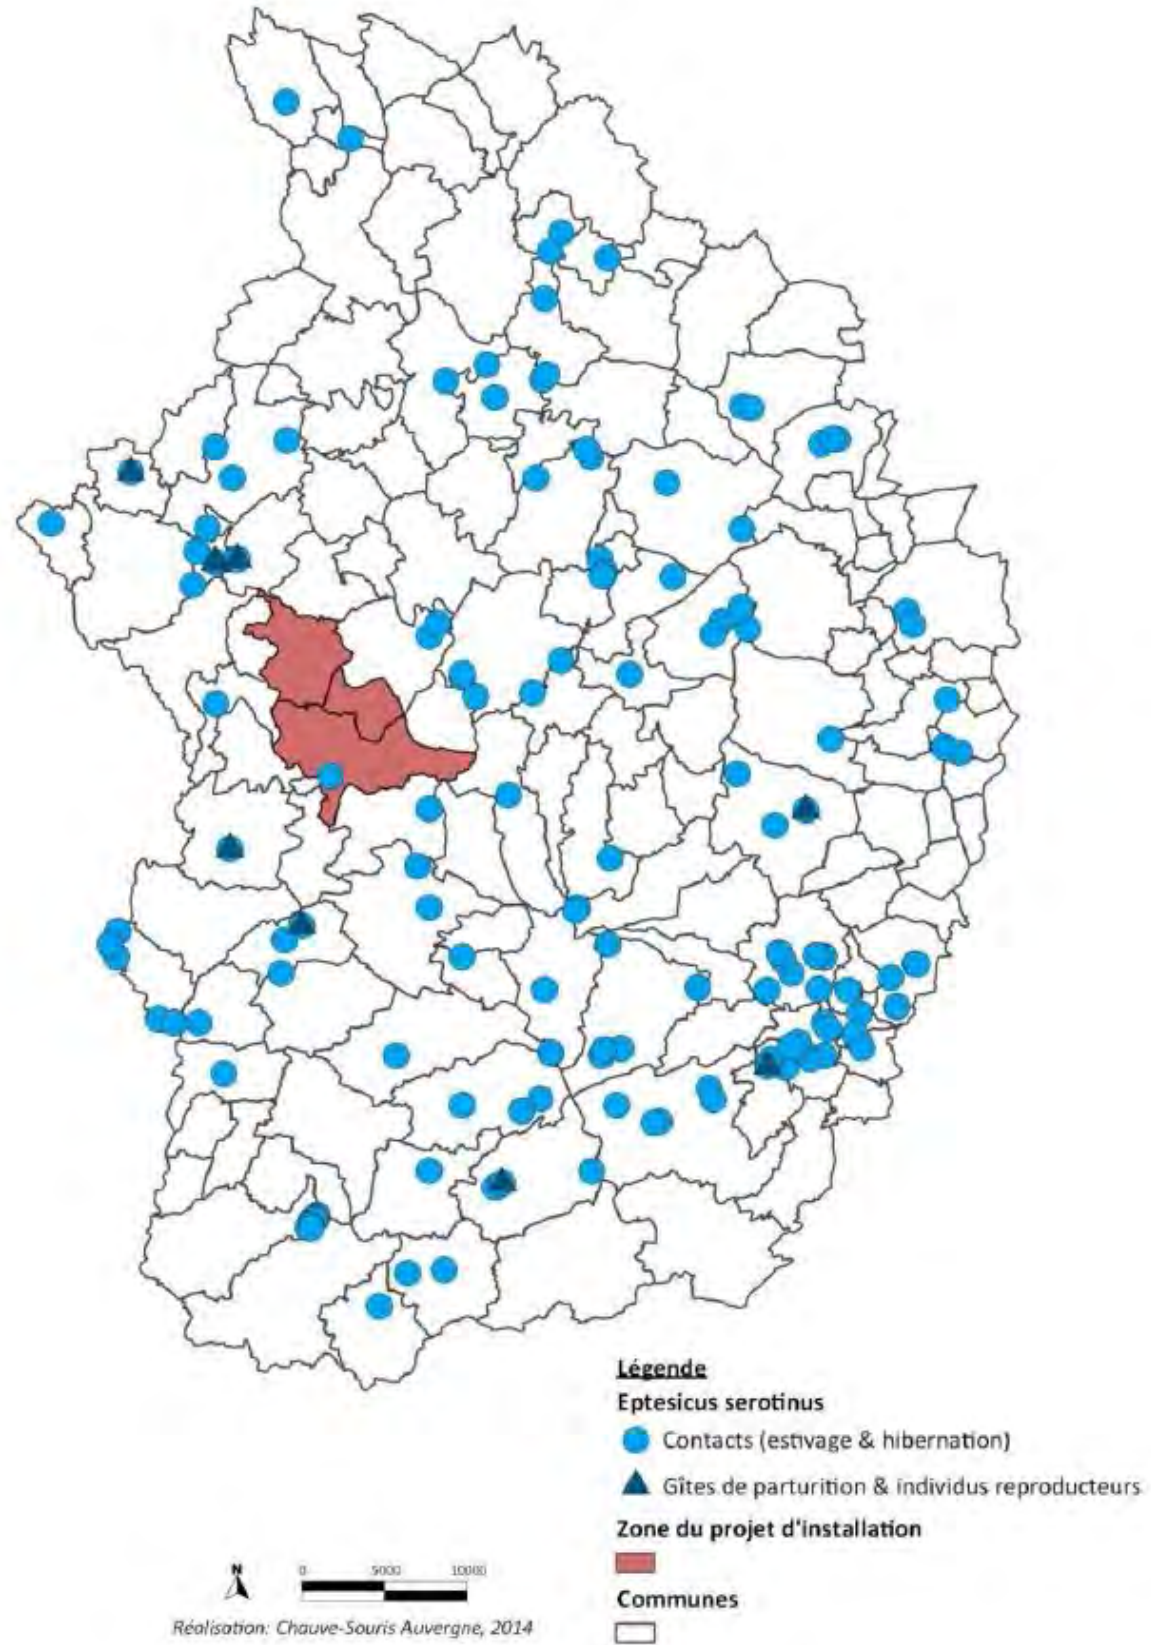 Légende
Eptesicus serotinus
Contacts (estivage & hibernation)
Gîtes de parturition & individus reproducteurs
Zone du projet d'installation
Communes
N
0 5000 10000
Réalisation: Chauve-Souris Auvergne, 2014